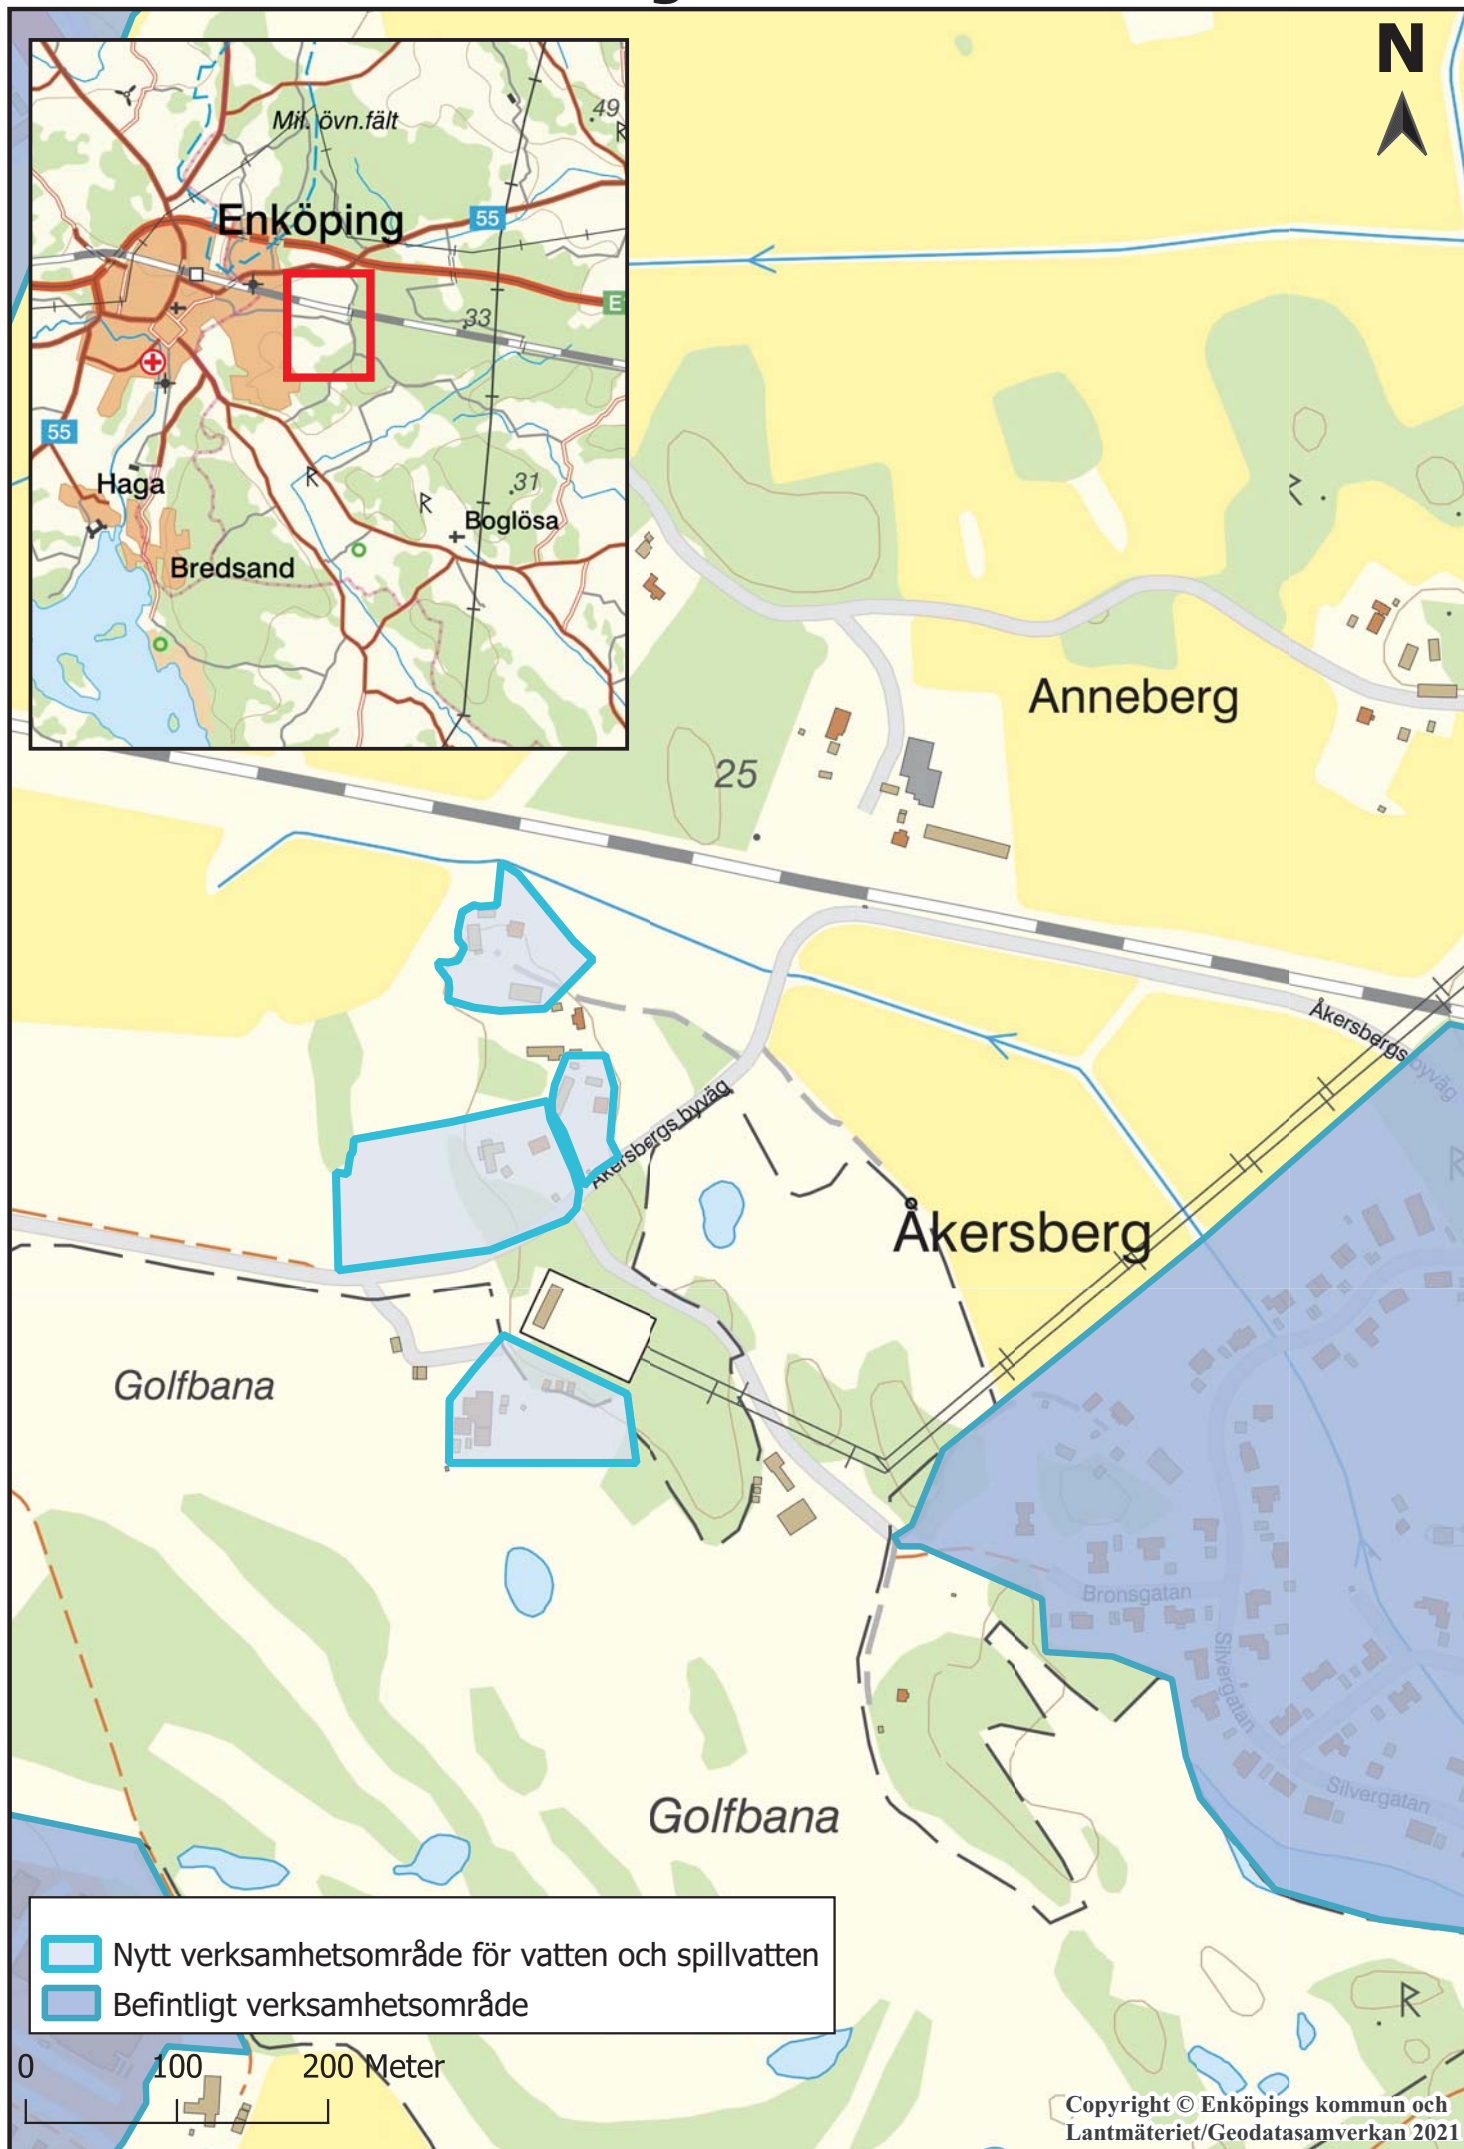 N
Mil. övn.fält
49
Enköping
55
E
33
55
Haga
31
Boglösa
Bredsand
Anneberg
25
Åkersbergs byväg
Åkersbergs byväg
Åkersberg
Golfbana
Bronsgatan
Silvergatan
Silvergatan
Golfbana
Nytt verksamhetsområde för vatten och spillvatten
Befintligt verksamhetsområde
0 100 200 Meter
Copyright © Enköpings kommun och
Lantmäteriet/Geodatasamverkan 2021